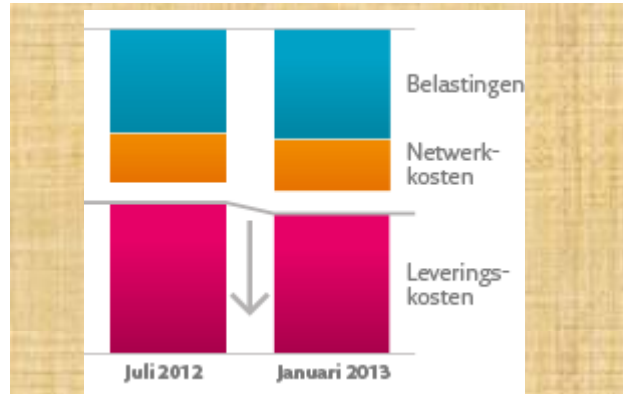 Belastingen
Netwerk-
kosten
Leverings-
kosten
Juli 2012
Januari 2013